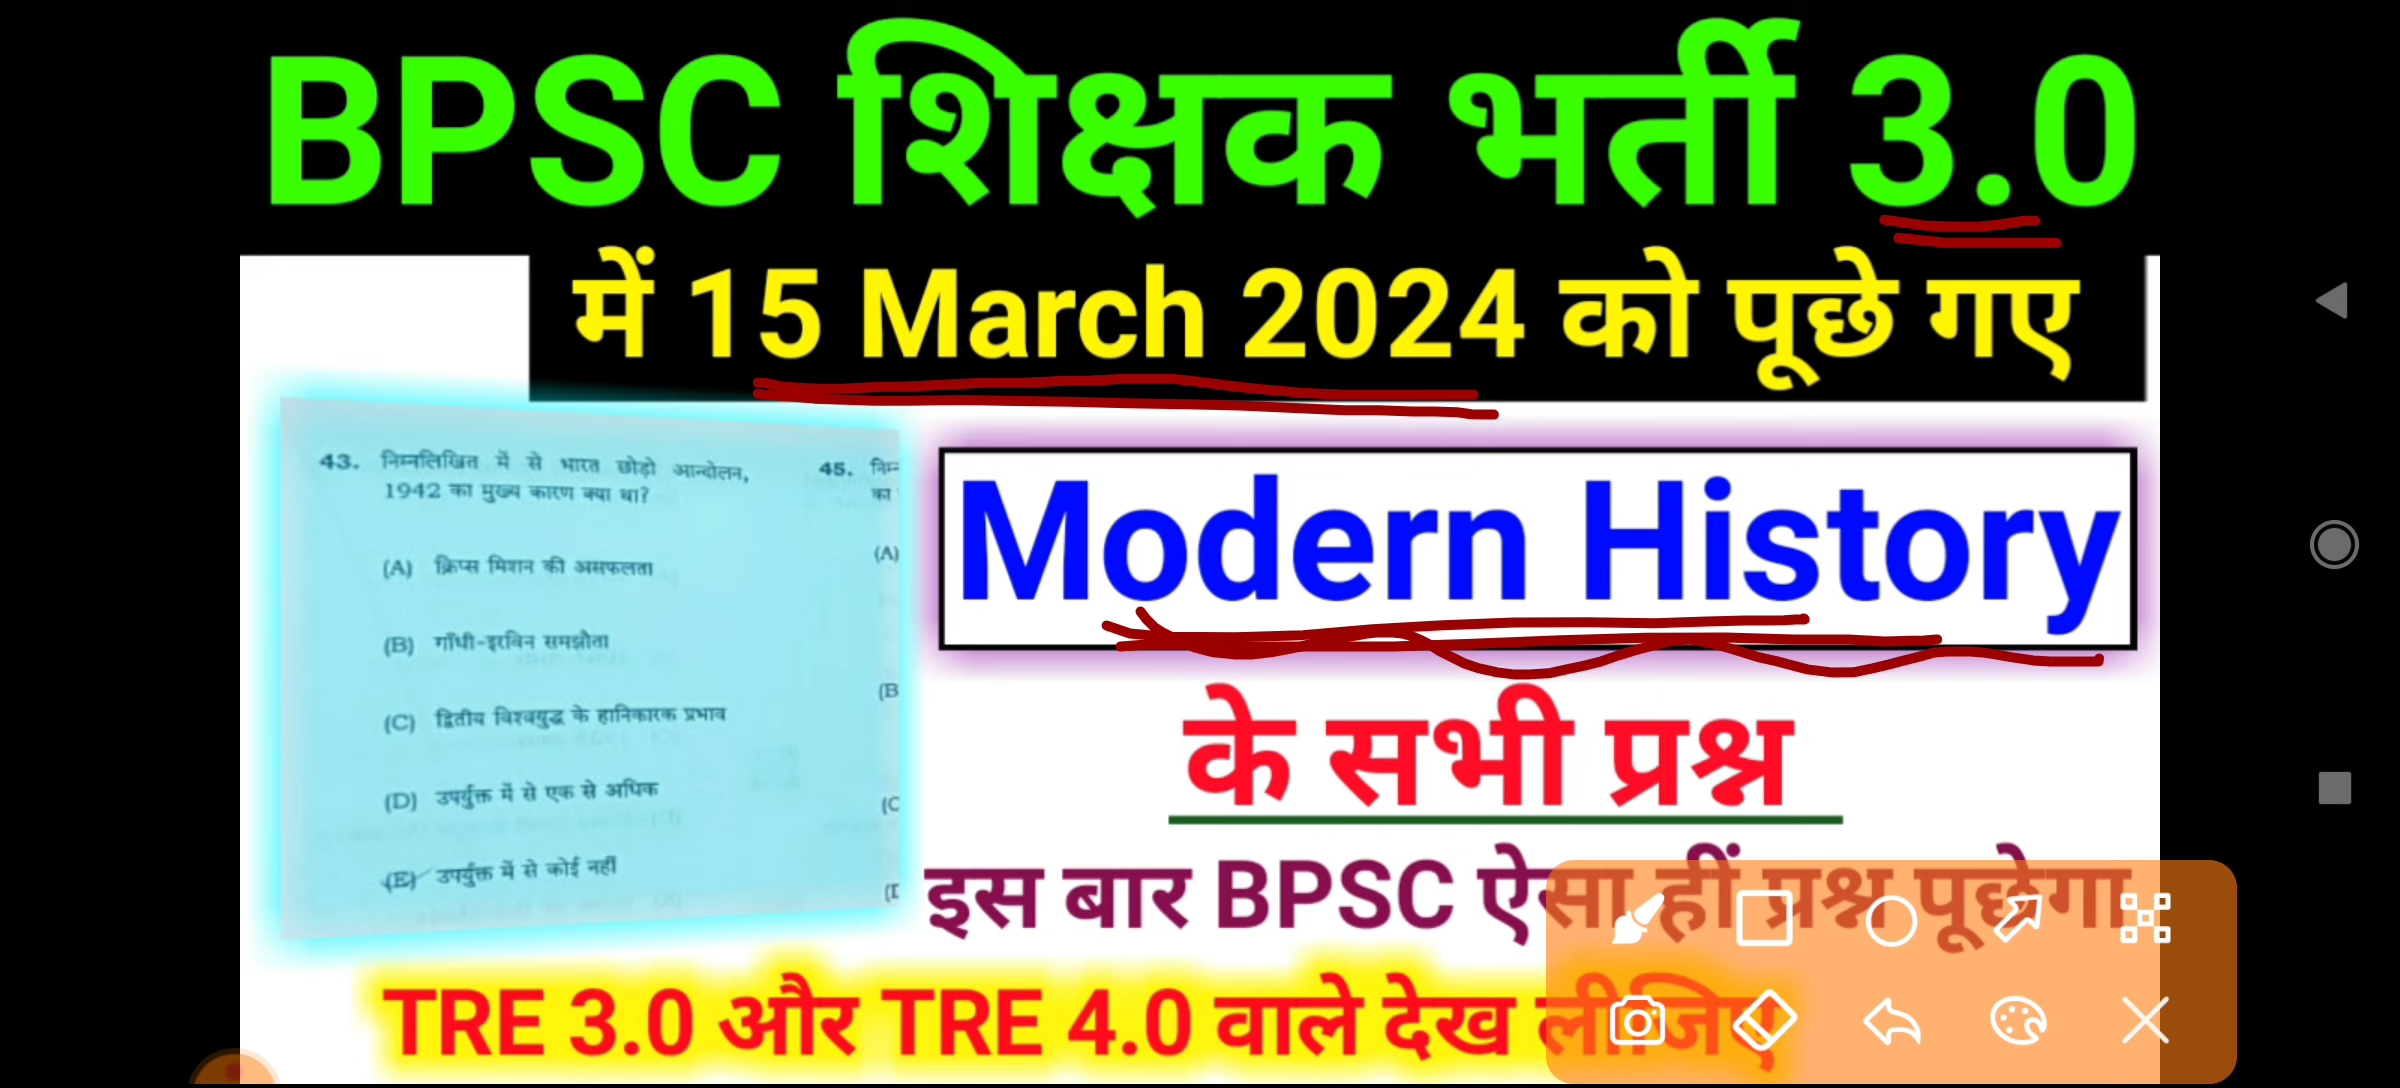 BPSC शिक्षक भर्ती 3.0
में 15 March 2024 को पूछे गए
43. निम्नलिखित में से भारत छोड़ो आन्दोलन,
1942 का मुख्य कारण क्या था?
(A) क्रिप्स मिशन की असफलता
(B) गाँधी-इरविन समझौता
(C) द्वितीय विश्वयुद्ध के हानिकारक प्रभाव
(D) उपर्युक्त में से एक से अधिक
(E) उपर्युक्त में से कोई नहीं
45.
का
(A)
(B
(C
Modern History
के सभी प्रश्न
इस बार BPSC ऐसा हीं प्रश्न पूछेगा
TRE 3.0 और TRE 4.0 वाले देख लीजिए